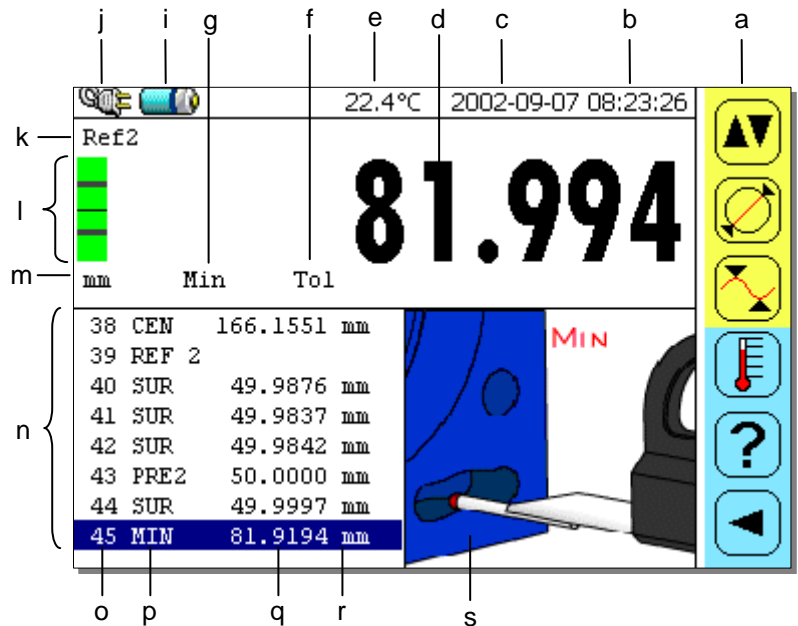 j i g f e d c b a
22.4°C 2002-09-07 08:23:26
k Ref2
81.994
l
m mm Min Tol
38 CEN 166.1551 mm
MIN
39 REF 2
40 SUR 49.9876 mm
41 SUR 49.9837 mm
n
42 SUR 49.9842 mm
?
43 PRE2 50.0000 mm
44 SUR 49.9997 mm
45 MIN 81.9194 mm
o p q r s